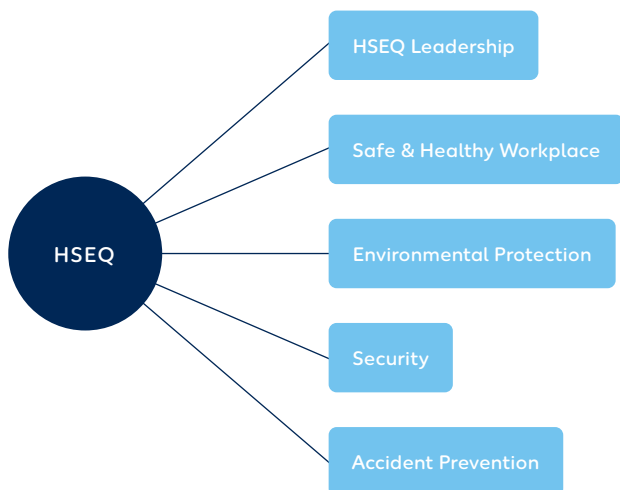 HSEQ Leadership
Safe & Healthy Workplace
HSEQ
Environmental Protection
Security
Accident Prevention